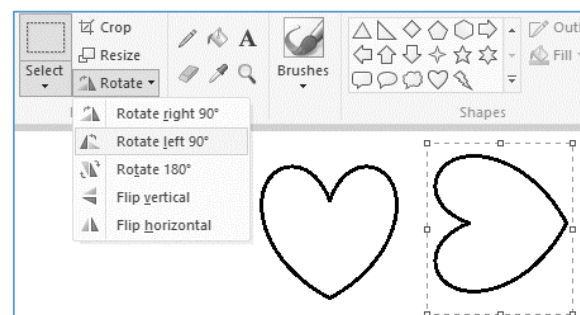 Crop
Resize
Select
Rotate
A
Brushes
Fill
Shapes
Rotate right 90°
Rotate left 90°
Rotate 180°
Flip vertical
Flip horizontal